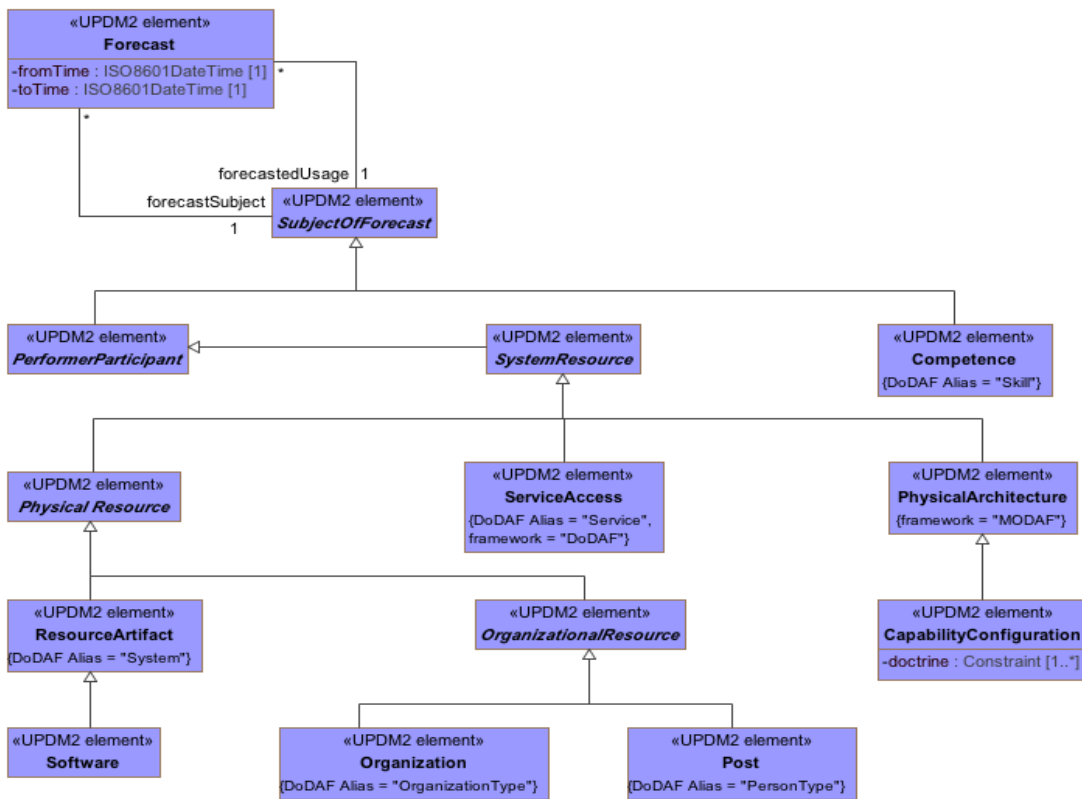 «UPDM2 element»
Forecast
-fromTime : ISO8601DateTime [1]
-toTime : ISO8601DateTime [1]
*
*
forecastedUsage 1
forecastSubject
1
«UPDM2 element»
SubjectOfForecast
«UPDM2 element»
PerformerParticipant
«UPDM2 element»
SystemResource
«UPDM2 element»
Competence
{DoDAF Alias = "Skill"}
«UPDM2 element»
Physical Resource
«UPDM2 element»
ServiceAccess
{DoDAF Alias = "Service",
framework = "DoDAF"}
«UPDM2 element»
PhysicalArchitecture
{framework = "MODAF"}
«UPDM2 element»
ResourceArtifact
{DoDAF Alias = "System"}
«UPDM2 element»
OrganizationalResource
«UPDM2 element»
CapabilityConfiguration
-doctrine : Constraint [1..*]
«UPDM2 element»
Software
«UPDM2 element»
Organization
{DoDAF Alias = "OrganizationType"}
«UPDM2 element»
Post
{DoDAF Alias = "PersonType"}